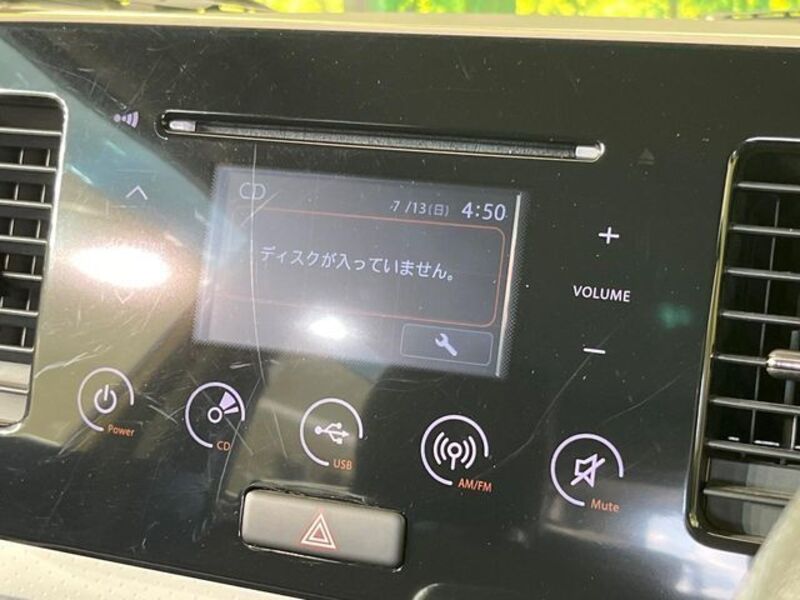 CD
7/13(日) 4:50
ディスクが入っていません。
VOLUME
Power
CD
USB
AM/FM
Mute